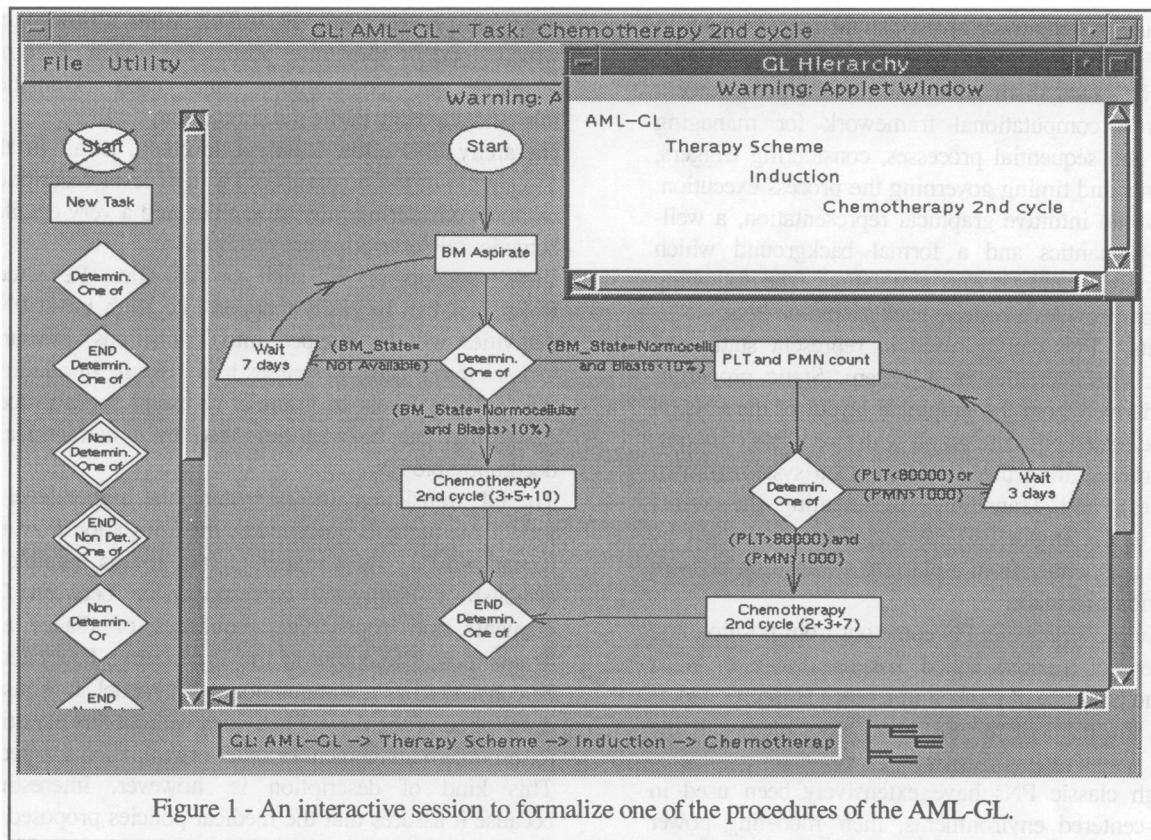 GL: AML-GL - Task: Chemotherapy 2nd cycle
File Utility
Warning: A
GL Hierarchy
Warning: Applet Window
AML-GL
Therapy Scheme
Induction
Chemotherapy 2nd cycle
Start
New Task
Determin.
One of
END
Determin.
One of
Non
Determin.
One of
END
Non Det.
One of
Non
Determin.
Or
END
Start
BM Aspirate
Wait
7 days
(BM_State=
Not Available)
Determin.
One of
(BM_State=Normocellu
and Blasts<10%)
PLT and PMN count
(BM_State=Normocellular
and Blasts>10%)
Chemotherapy
2nd cycle (3+5+10)
Determin.
One of
(PLT<80000) or
(PMN>1000)
Wait
3 days
(PLT>80000) and
(PMN>1000)
END
Determin.
One of
Chemotherapy
2nd cycle (2+3+7)
GL: AML-GL -> Therapy Scheme -> Induction -> Chemotherap
Figure 1 - An interactive session to formalize one of the procedures of the AML GL.